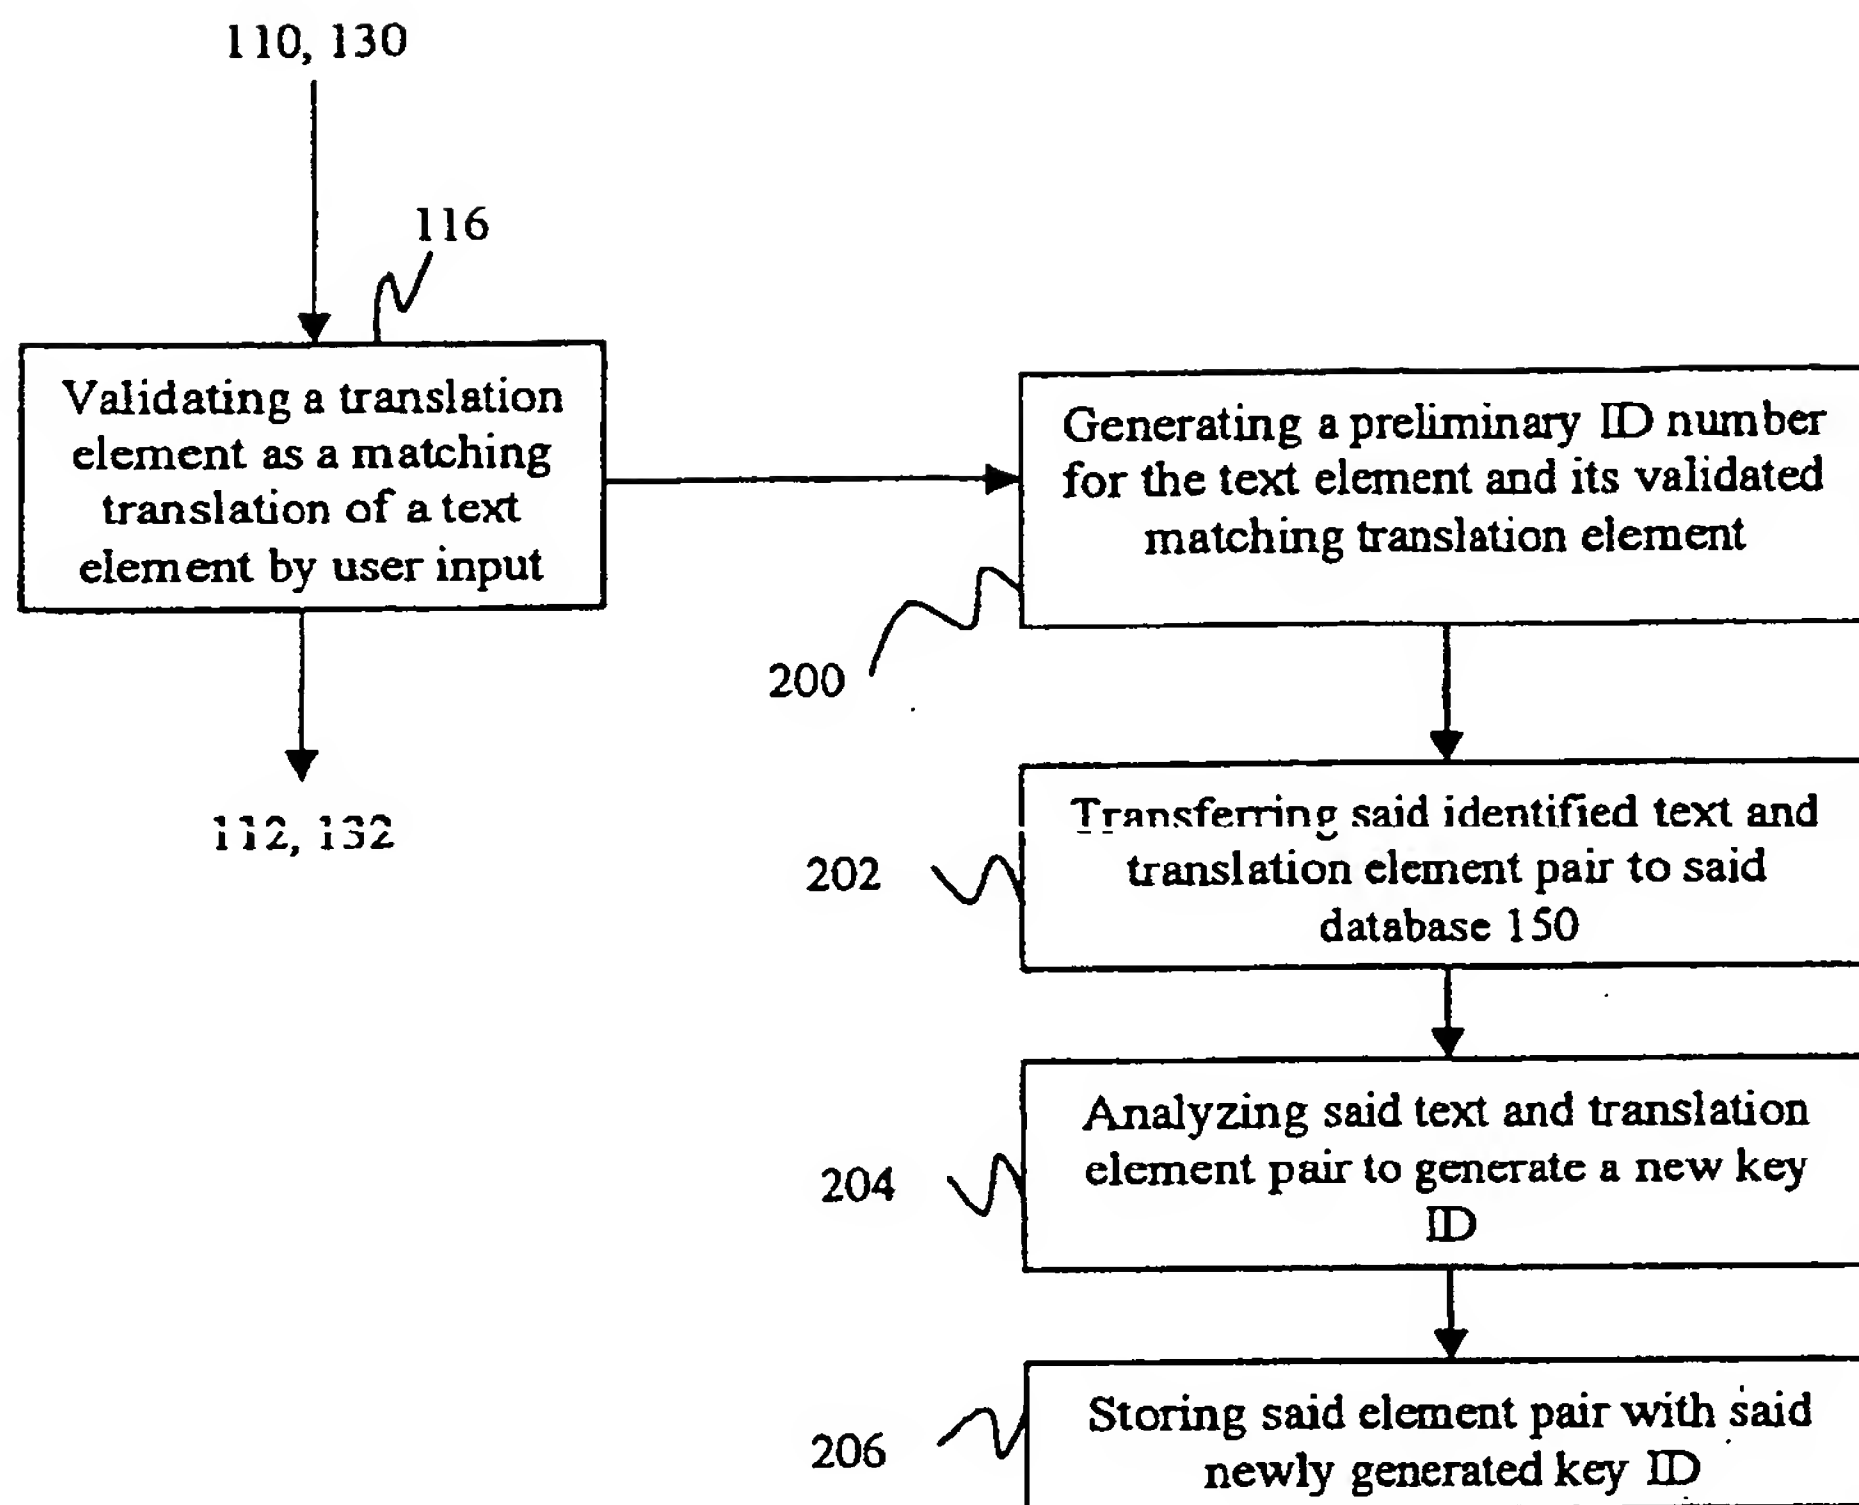 110, 130
116
Validating a translation
element as a matching
translation of a text
element by user input
Generating a preliminary ID number
for the text element and its validated
matching translation element
200
112, 132
Transferring said identified text and
translation element pair to said
database 150
202
Analyzing said text and translation
element pair to generate a new key
ID
204
Storing said element pair with said
newly generated key ID
206